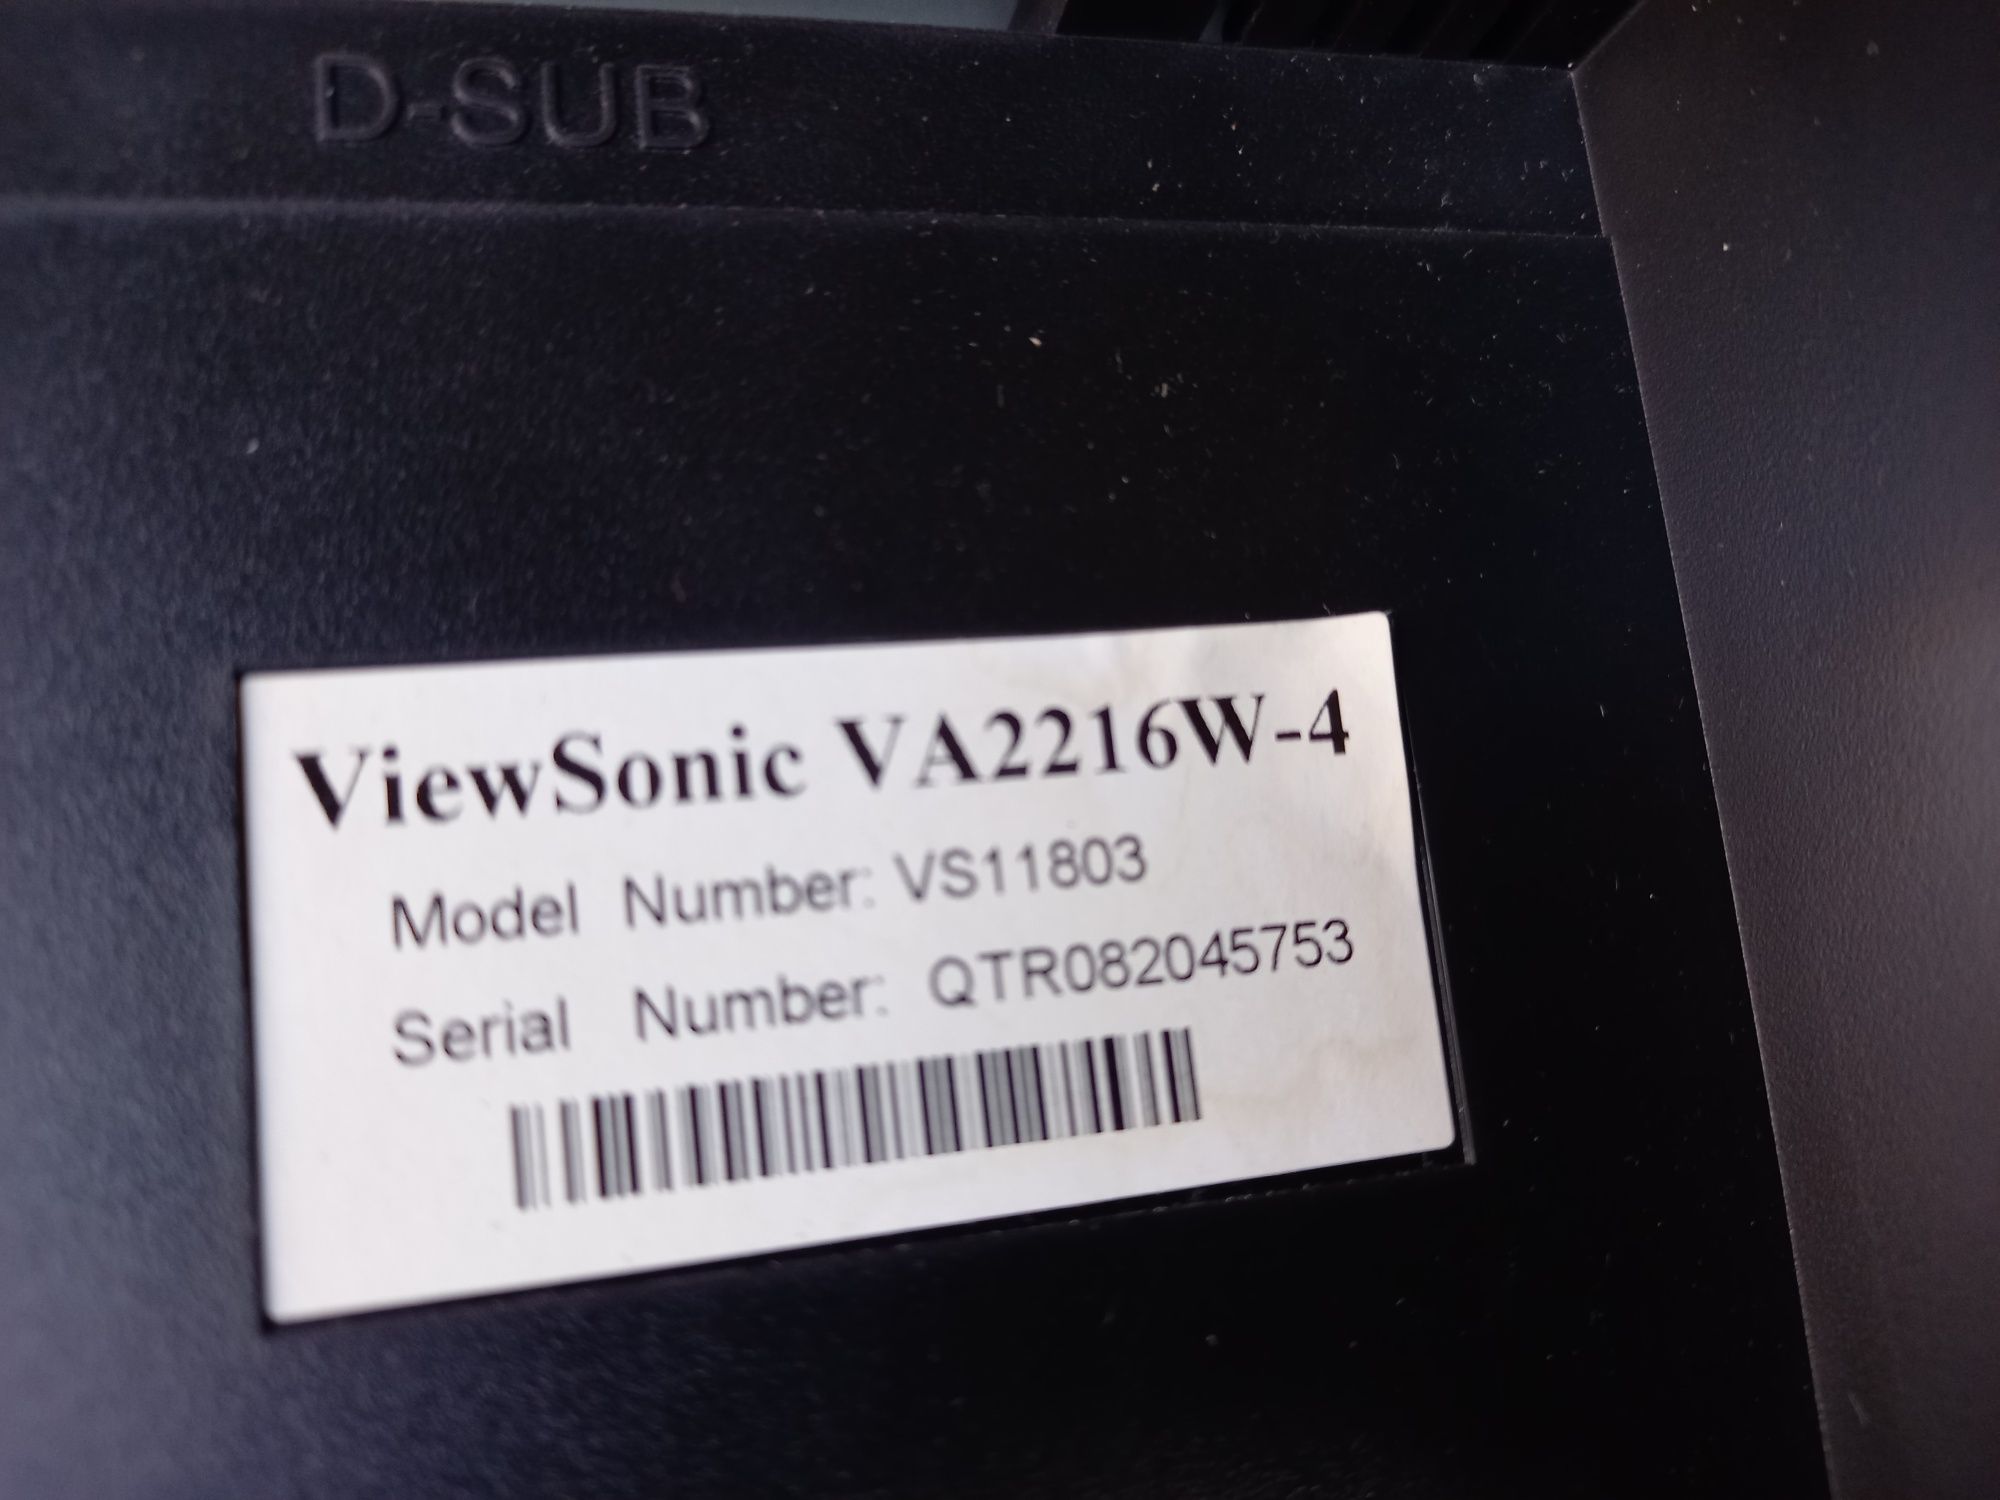 D-SUB
ViewSonic VA2216W-4
Model Number: VS11803
Serial Number: QTR082045753